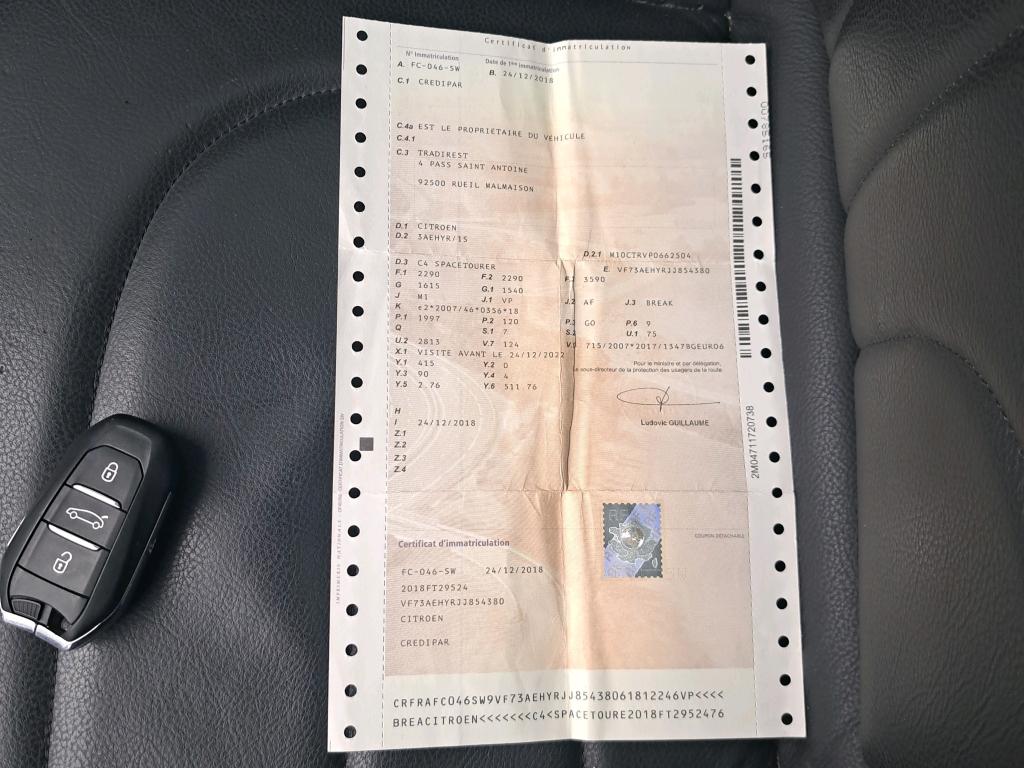 Certificat d'immatriculation
N° Immatriculation Date de 1ère immatriculation
A. FC-046-SW B. 24/12/2018
C.1 CREDIPAR
C.4a EST LE PROPRIÉTAIRE DU VÉHICULE
C.4.1
C.3 TRADIREST
4 PASS SAINT ANTOINE
92500 RUEIL MALMAISON
D.1 CITROEN
D.2 3AEHYR/15
D.2.1 M10CTRVP0662504
D.3 C4 SPACETOURER E. VF73AEHYRJJ854380
F.1 2290 F.2 2290 F.3 3590
G 1615 G.1 1540
J M1 J.1 VP J.2 AF J.3 BREAK
K e2*2007/46*0356*18
P.1 1997 P.2 120 P.3 GO P.6 9
Q S.1 7 U.1 75
U.2 2813 V.7 124 V.9 715/2007*2017/1347BGEURO6
X.1 VISITE AVANT LE 24/12/2022
Pour le ministre et par délégation,
Le sous-directeur de la protection des usagers de la route
Y.1 415 Y.2 0
Y.3 90 Y.4 4
Y.5 2.76 Y.6 511.76
H
I 24/12/2018
Ludovic GUILLAUME
Z.1
Z.2
Z.3
Z.4
2M04711720738
COUPON DÉTACHABLE
Certificat d'immatriculation
FC-046-SW 24/12/2018
2018FT29524
VF73AEHYRJJ854380
CITROEN
CREDIPAR
CRFRAFC046SW9VF73AEHYRJJ85438061812246VP<<<<
BREACITROEN<<<<<<<C4<SPACETOURE2018FT2952476